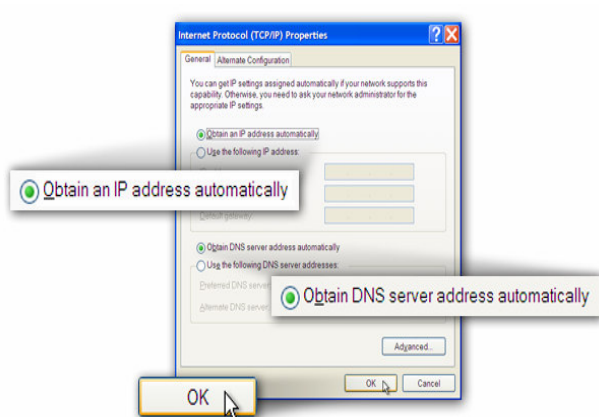 Internet Protocol (TCP/IP) Properties
General Alternate Configuration
You can get IP settings assigned automatically if your network supports this
capability. Otherwise, you need to ask your network administrator for the
appropriate IP settings.
Obtain an IP address automatically
Use the following IP address:
Obtain an IP address automatically
Default gateway:
Obtain DNS server address automatically
Use the following DNS server addresses:
Preferred DNS server
Obtain DNS server address automatically
Alternate DNS server
Advanced...
OK Cancel
OK